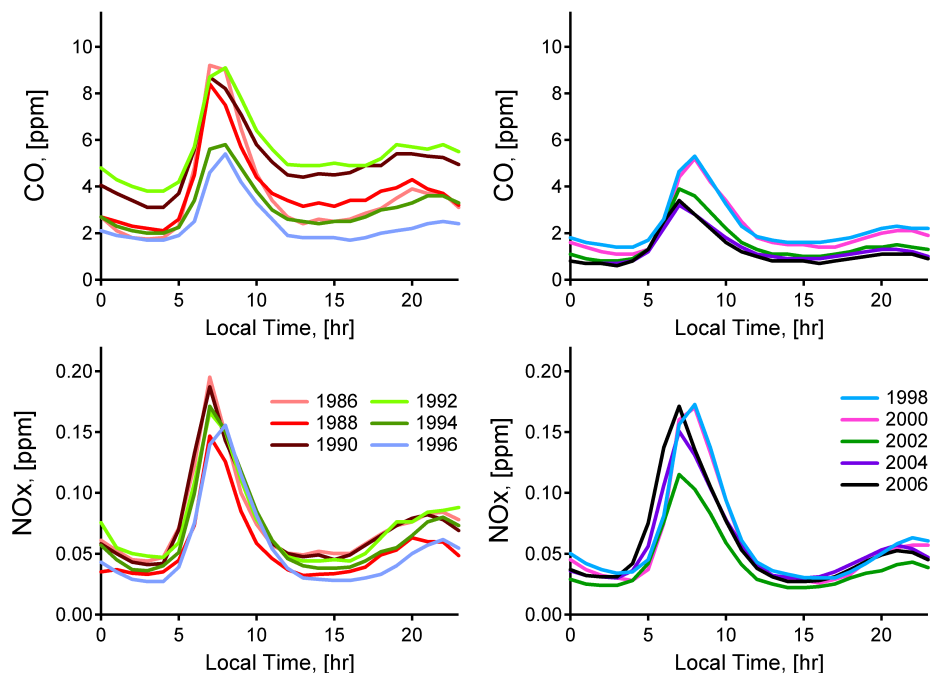 10
8
6
4
2
0
CO, [ppm]
0 5 10 15 20
Local Time, [hr]
10
8
6
4
2
0
CO, [ppm]
0 5 10 15 20
Local Time, [hr]
0.20
0.15
0.10
0.05
0.00
NOx, [ppm]
1986 1992
1988 1994
1990 1996
0 5 10 15 20
Local Time, [hr]
0.20
0.15
0.10
0.05
0.00
NOx, [ppm]
1998
2000
2002
2004
2006
0 5 10 15 20
Local Time, [hr]